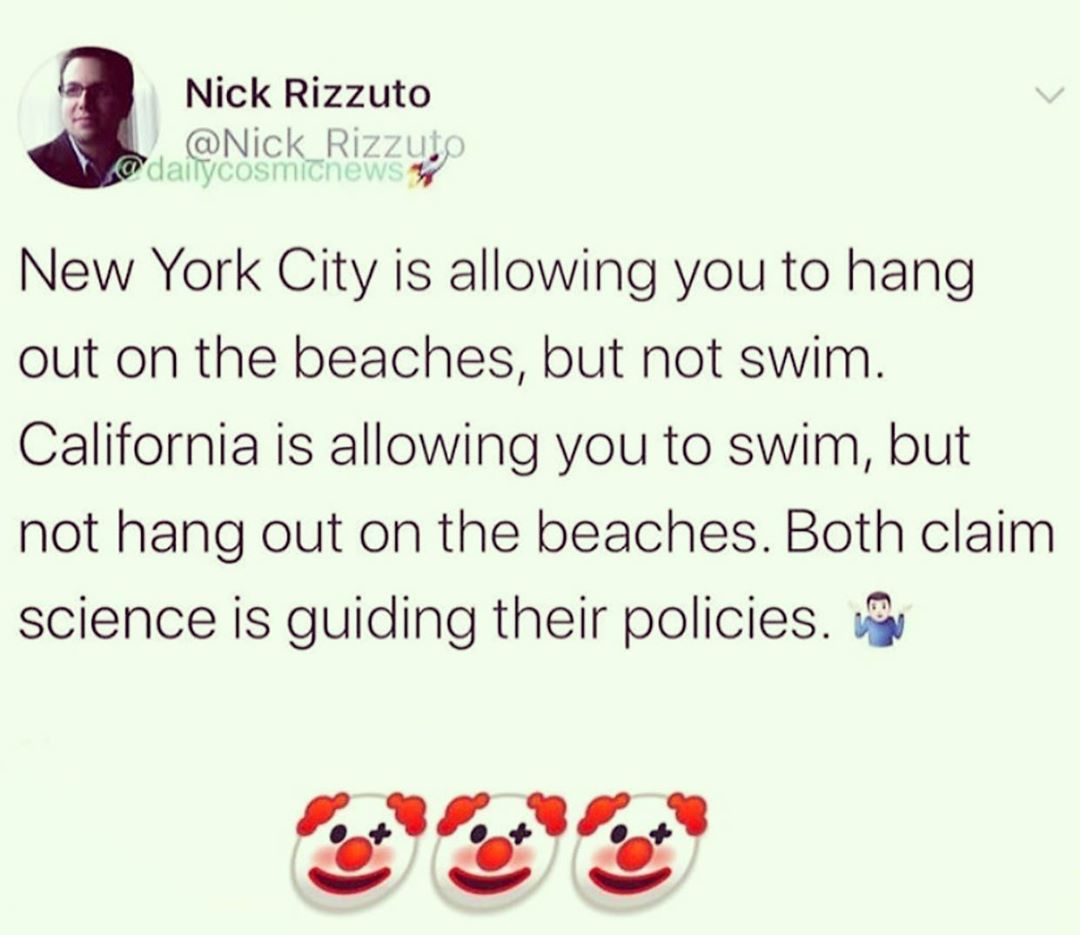 Nick Rizzuto
@Nick_Rizzuto
@dailycosmicnews🚀
New York City is allowing you to hang
out on the beaches, but not swim.
California is allowing you to swim, but
not hang out on the beaches. Both claim
science is guiding their policies. 🤷🏻‍♂️
🤡🤡🤡